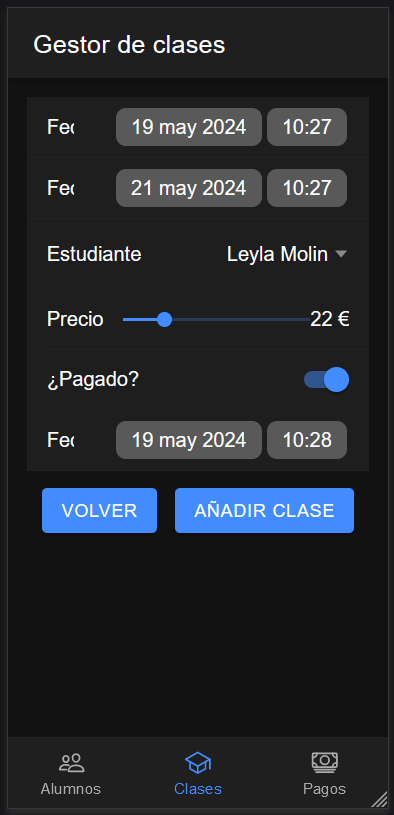 Gestor de clases
Fec 19 may 2024 10:27
Fec 21 may 2024 10:27
Estudiante Leyla Molin
Precio 22 €
¿Pagado?
Fec 19 may 2024 10:28
VOLVER AÑADIR CLASE
Alumnos Clases Pagos